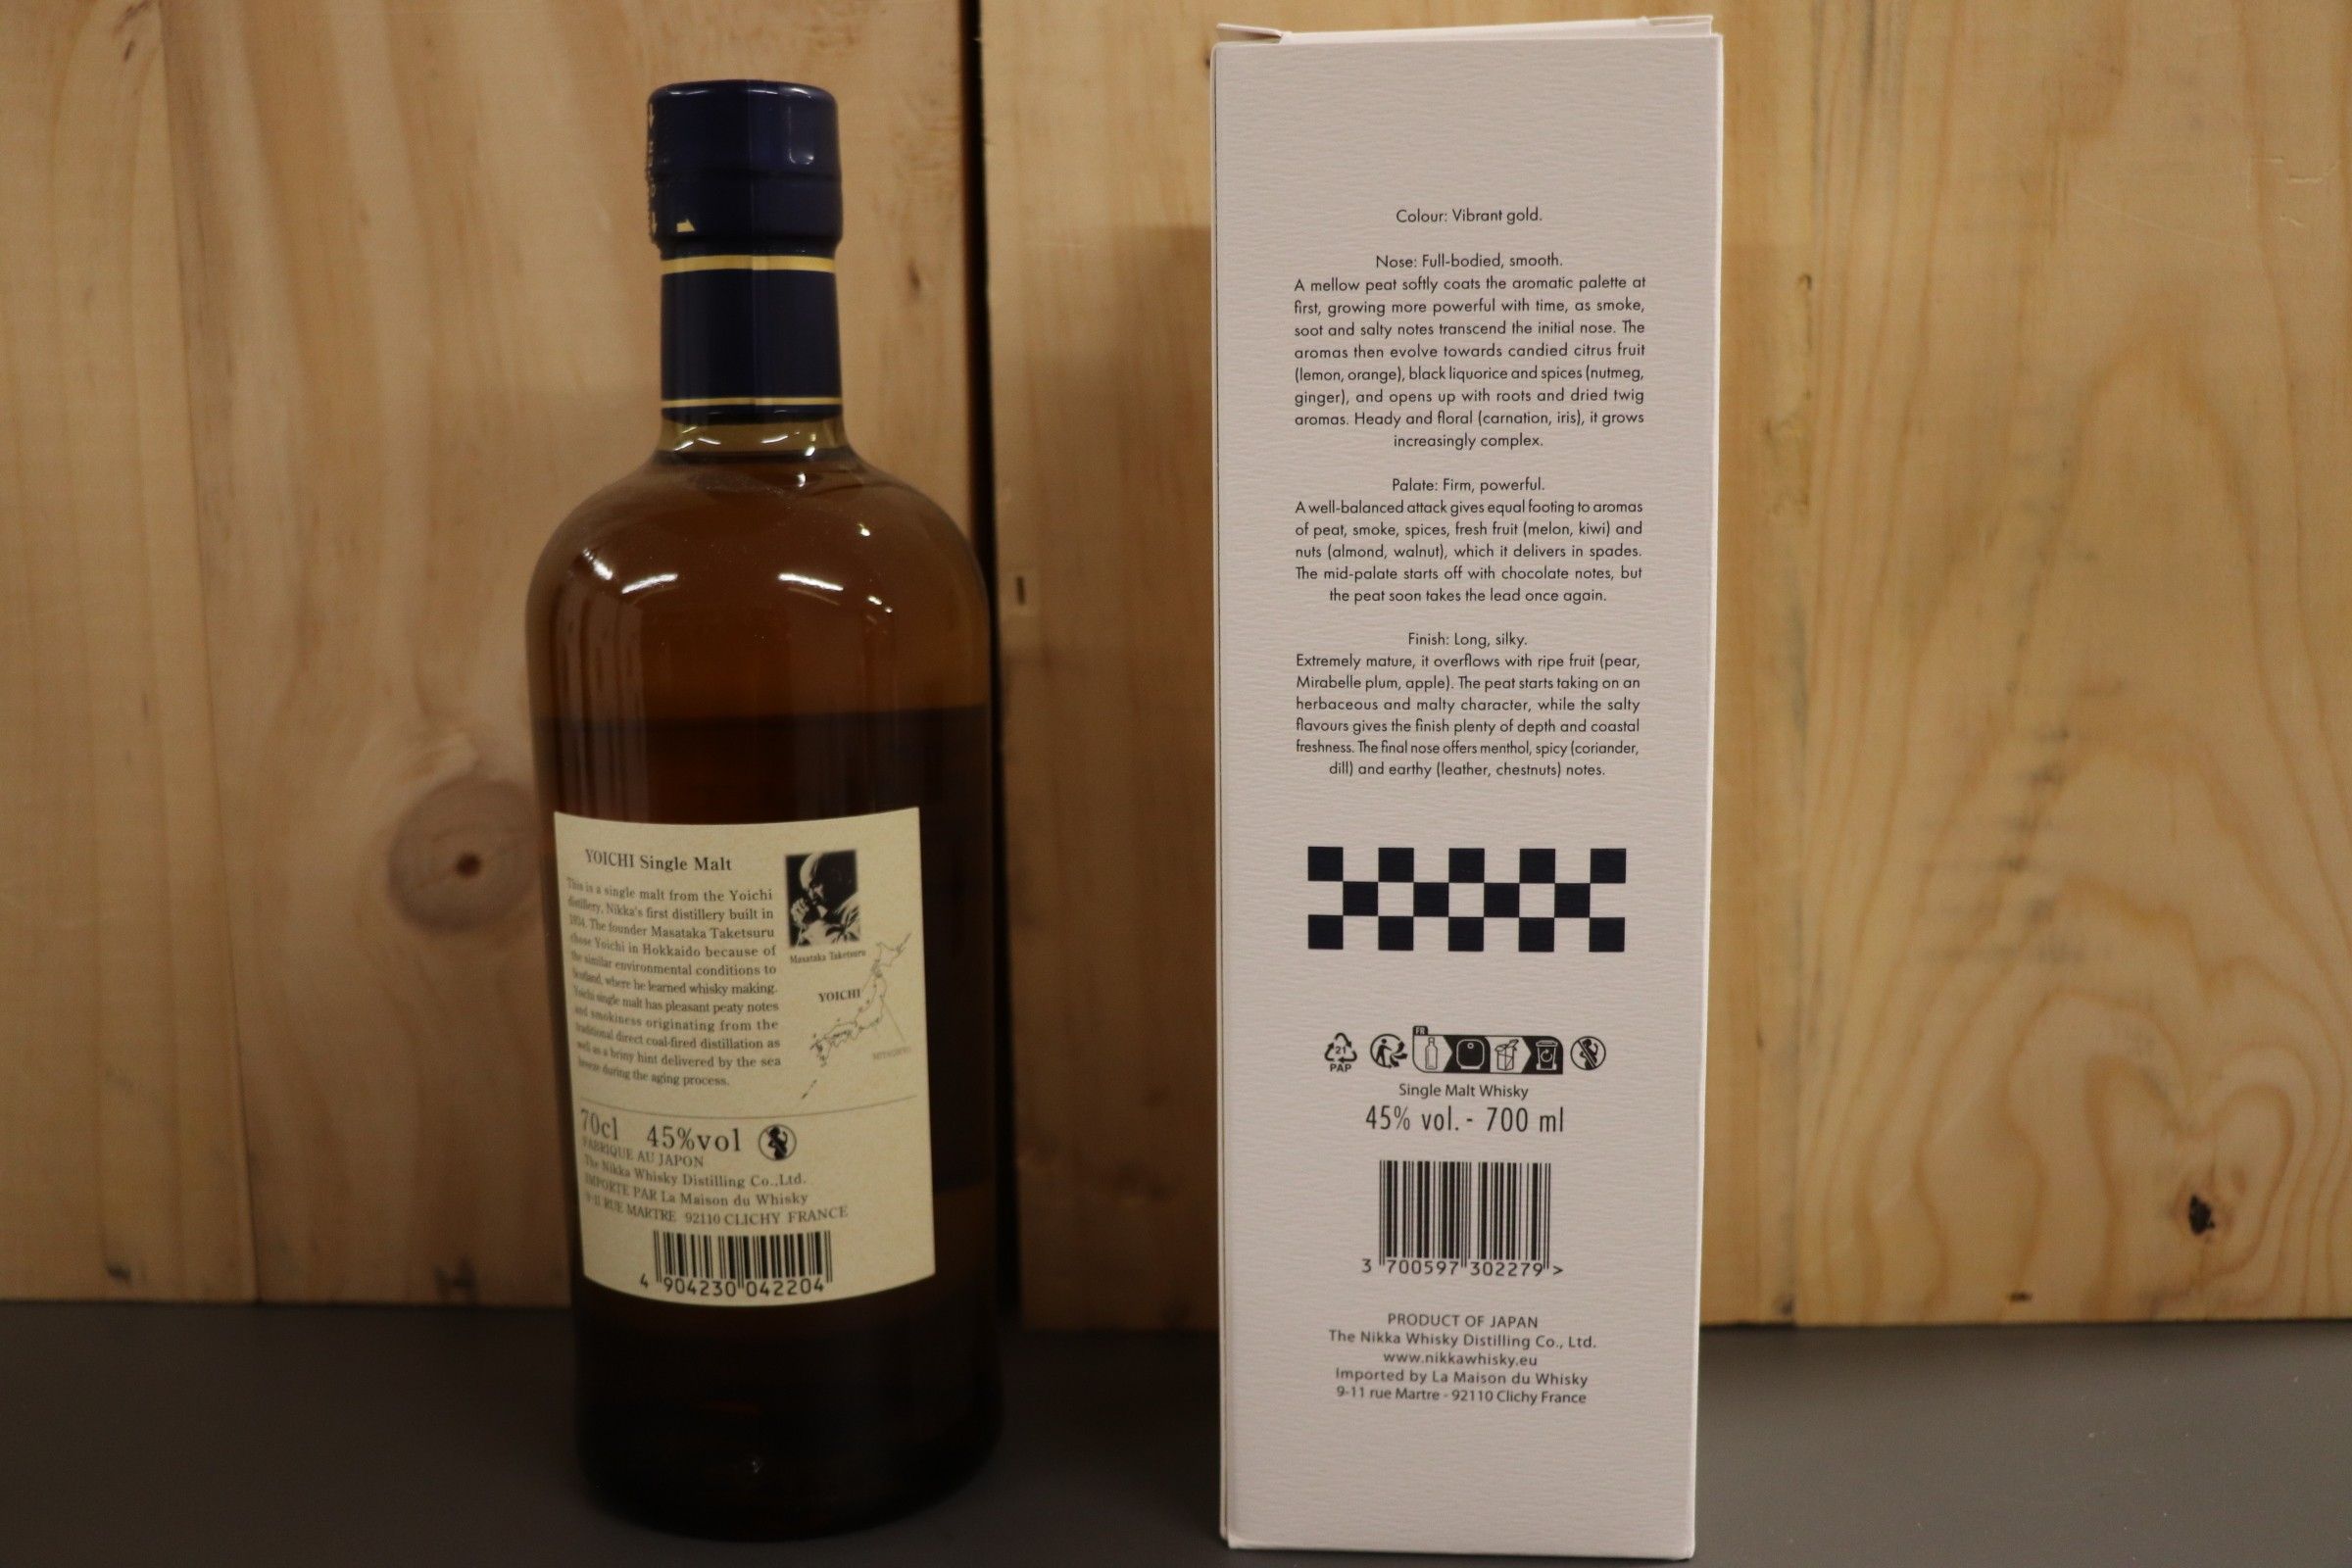 YOICHI Single Malt
This is a single malt from the Yoichi
distillery, Nikka's first distillery built in
1934. The founder Masataka Taketsuru
chose Yoichi in Hokkaido because of
the similar environmental conditions to
Scotland, where he learned whisky making.
Yoichi single malt has pleasant peaty notes
and smokiness originating from the
traditional direct coal-fired distillation as
well as a briny hint delivered by the sea
breeze during the aging process.
Masataka Taketsuru
YOICHI
70cl 45%vol
FABRIQUE AU JAPON
The Nikka Whisky Distilling Co.,Ltd.
IMPORTE PAR La Maison du Whisky
9-11 RUE MARTRE 92110 CLICHY FRANCE
4 904230 042204
Colour: Vibrant gold.
Nose: Full-bodied, smooth.
A mellow peat softly coats the aromatic palette at
first, growing more powerful with time, as smoke,
soot and salty notes transcend the initial nose. The
aromas then evolve towards candied citrus fruit
(lemon, orange), black liquorice and spices (nutmeg,
ginger), and opens up with roots and dried twig
aromas. Heady and floral (carnation, iris), it grows
increasingly complex.
Palate: Firm, powerful.
A well-balanced attack gives equal footing to aromas
of peat, smoke, spices, fresh fruit (melon, kiwi) and
nuts (almond, walnut), which it delivers in spades.
The mid-palate starts off with chocolate notes, but
the peat soon takes the lead once again.
Finish: Long, silky.
Extremely mature, it overflows with ripe fruit (pear,
Mirabelle plum, apple). The peat starts taking on an
herbaceous and malty character, while the salty
flavours gives the finish plenty of depth and coastal
freshness. The final nose offers menthol, spicy (coriander,
dill) and earthy (leather, chestnuts) notes.
21
PAP
FR
Single Malt Whisky
45% vol. - 700 ml
3 700597 302279 >
PRODUCT OF JAPAN
The Nikka Whisky Distilling Co., Ltd.
www.nikkawhisky.eu
Imported by La Maison du Whisky
9-11 rue Martre - 92110 Clichy France